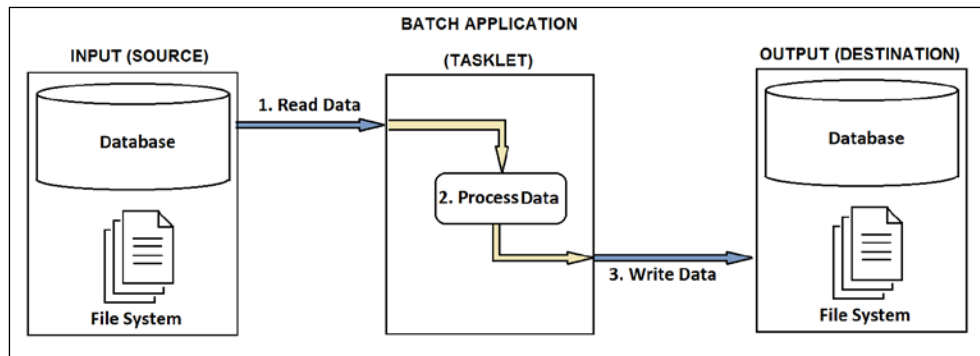 BATCH APPLICATION
INPUT (SOURCE)
(TASKLET)
OUTPUT (DESTINATION)
1. Read Data
Database
2. Process Data
3. Write Data
File System
Database
File System